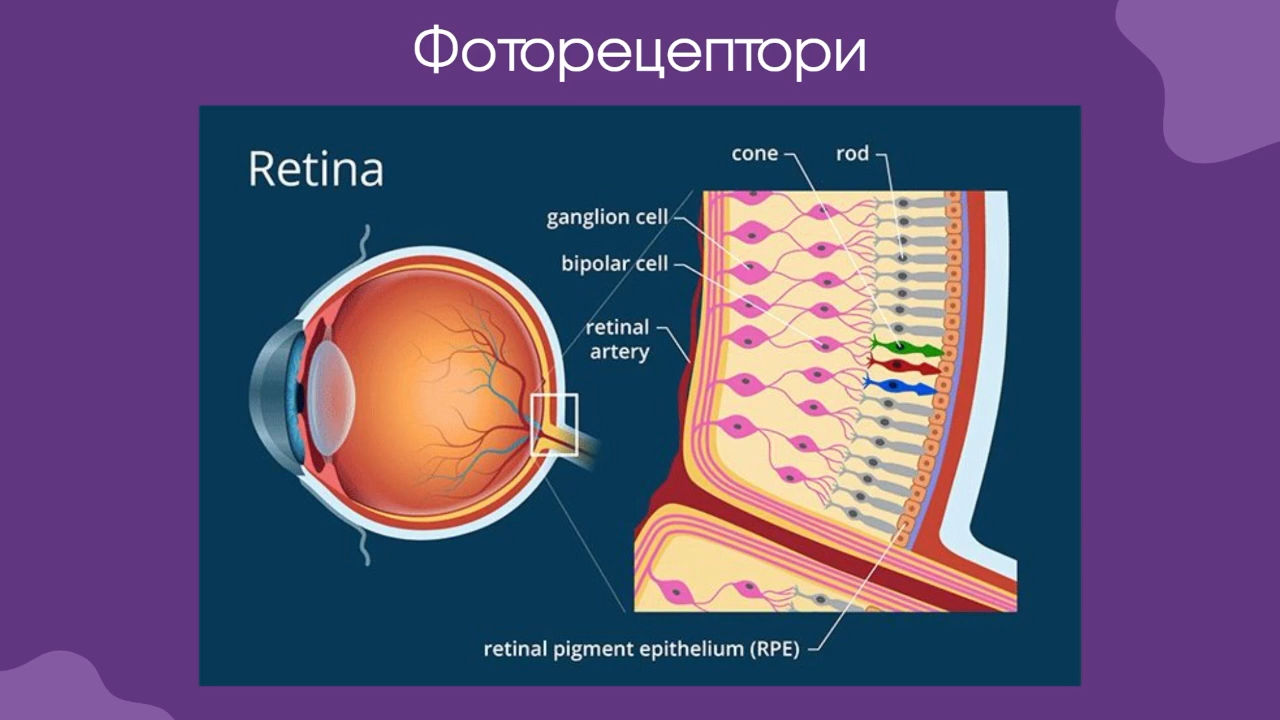 Фоторецептори
Retina
cone
rod
ganglion cell
bipolar cell
retinal
artery
retinal pigment epithelium (RPE)